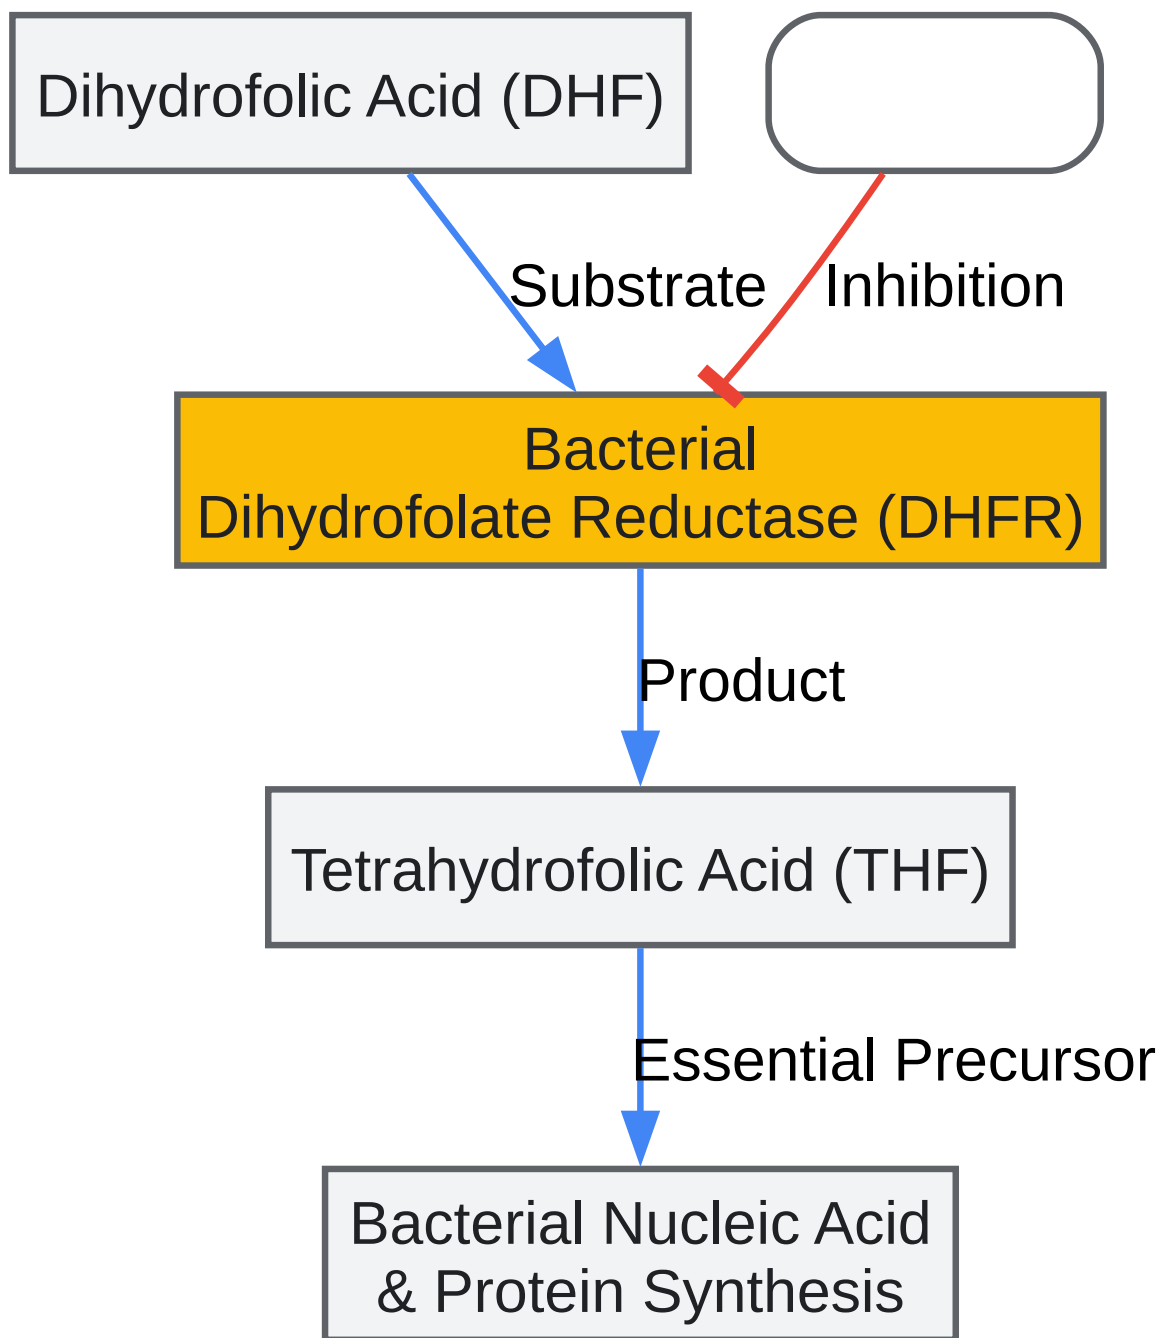 Dihydrofolic Acid (DHF)
Substrate
Inhibition
Bacterial
Dihydrofolate Reductase (DHFR)
Product
Tetrahydrofolic Acid (THF)
Essential Precursor
Bacterial Nucleic Acid
& Protein Synthesis